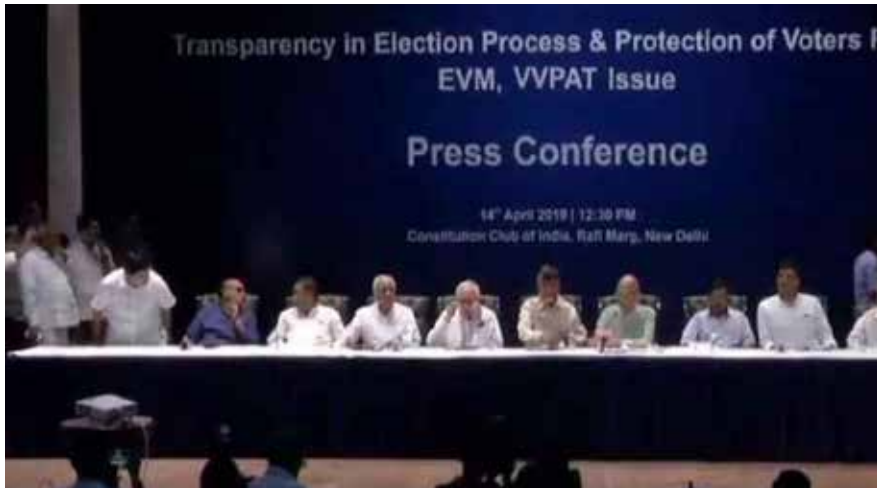 Transparency in Election Process & Protection of Voters
EVM, VVPAT Issue
Press Conference
14th April 2019 | 12:30 PM
Constitution Club of India, Rafi Marg, New Delhi